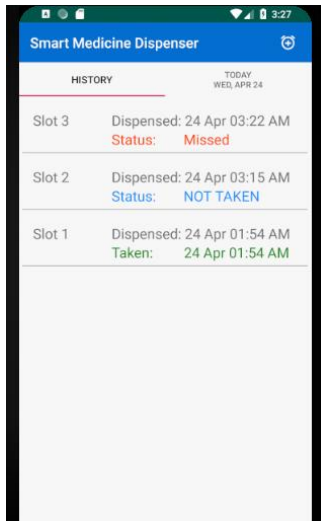 3:27
Smart Medicine Dispenser
HISTORY
TODAY
WED, APR 24
Slot 3 Dispensed: 24 Apr 03:22 AM
Status: Missed
Slot 2 Dispensed: 24 Apr 03:15 AM
Status: NOT TAKEN
Slot 1 Dispensed: 24 Apr 01:54 AM
Taken: 24 Apr 01:54 AM